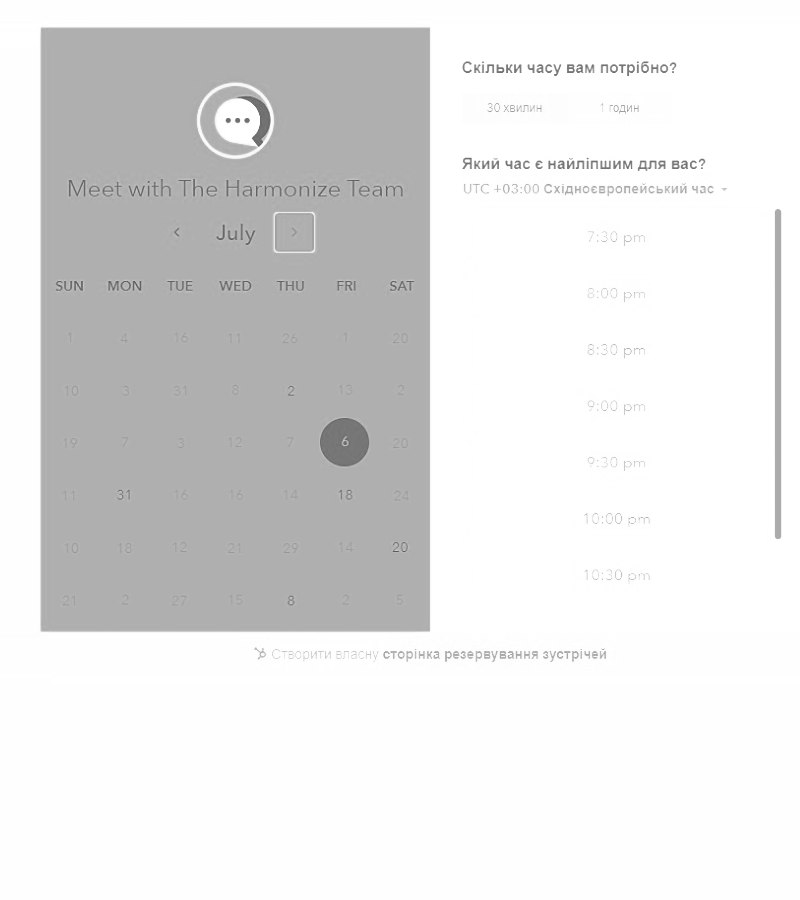 Meet with The Harmonize Team
July
SUN MON TUE WED THU FRI SAT
1 4 16 11 26 1 20
10 3 31 8 2 13 2
19 7 3 12 7 6 20
11 31 16 16 14 18 24
10 18 12 21 29 14 20
21 2 27 15 8 2 5
Скільки часу вам потрібно?
30 хвилин 1 годин
Який час є найліпшим для вас?
UTC +03:00 Східноєвропейський час
7:30 pm
8:00 pm
8:30 pm
9:00 pm
9:30 pm
10:00 pm
10:30 pm
Створити власну сторінка резервування зустрічей